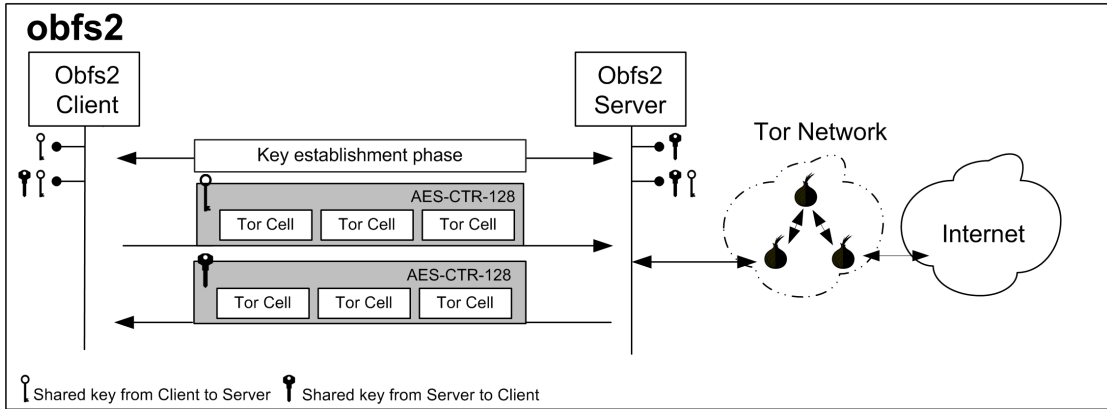 obfs2
Obfs2
Client
Obfs2
Server
Tor Network
Key establishment phase
AES-CTR-128
Tor Cell
Tor Cell
Tor Cell
Internet
AES-CTR-128
Tor Cell
Tor Cell
Tor Cell
Shared key from Client to Server
Shared key from Server to Client